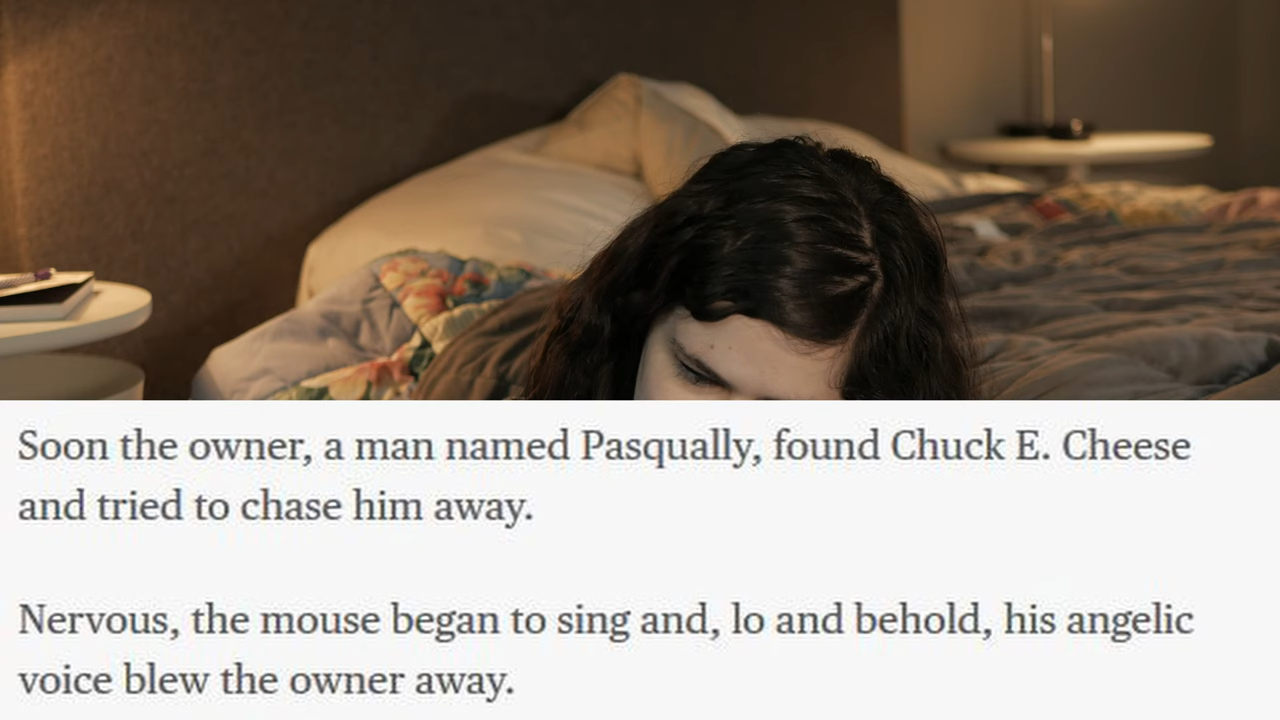 Soon the owner, a man named Pasqually, found Chuck E. Cheese
and tried to chase him away.
Nervous, the mouse began to sing and, lo and behold, his angelic
voice blew the owner away.